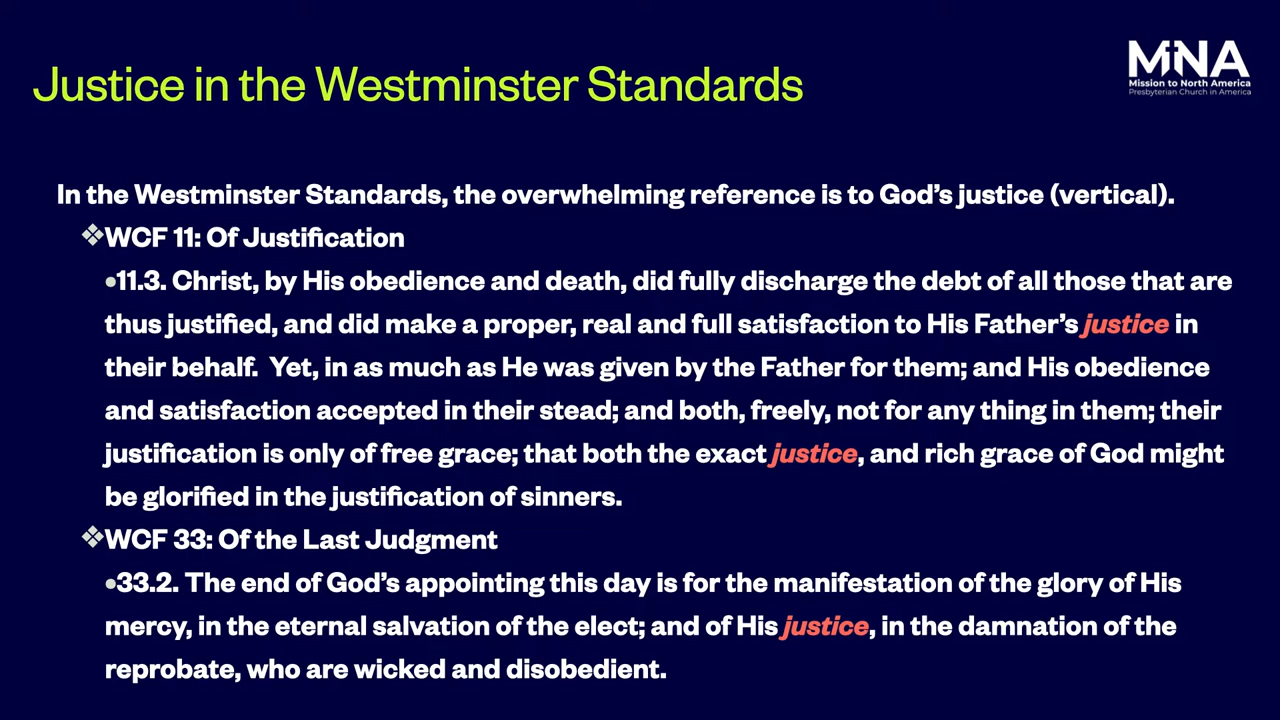 Justice in the Westminster Standards
MNA
Mission to North America
Presbyterian Church in America
In the Westminster Standards, the overwhelming reference is to God’s justice (vertical).
❖WCF 11: Of Justification
•11.3. Christ, by His obedience and death, did fully discharge the debt of all those that are
thus justified, and did make a proper, real and full satisfaction to His Father’s justice in
their behalf.  Yet, in as much as He was given by the Father for them; and His obedience
and satisfaction accepted in their stead; and both, freely, not for any thing in them; their
justification is only of free grace; that both the exact justice, and rich grace of God might
be glorified in the justification of sinners.
❖WCF 33: Of the Last Judgment
•33.2. The end of God’s appointing this day is for the manifestation of the glory of His
mercy, in the eternal salvation of the elect; and of His justice, in the damnation of the
reprobate, who are wicked and disobedient.